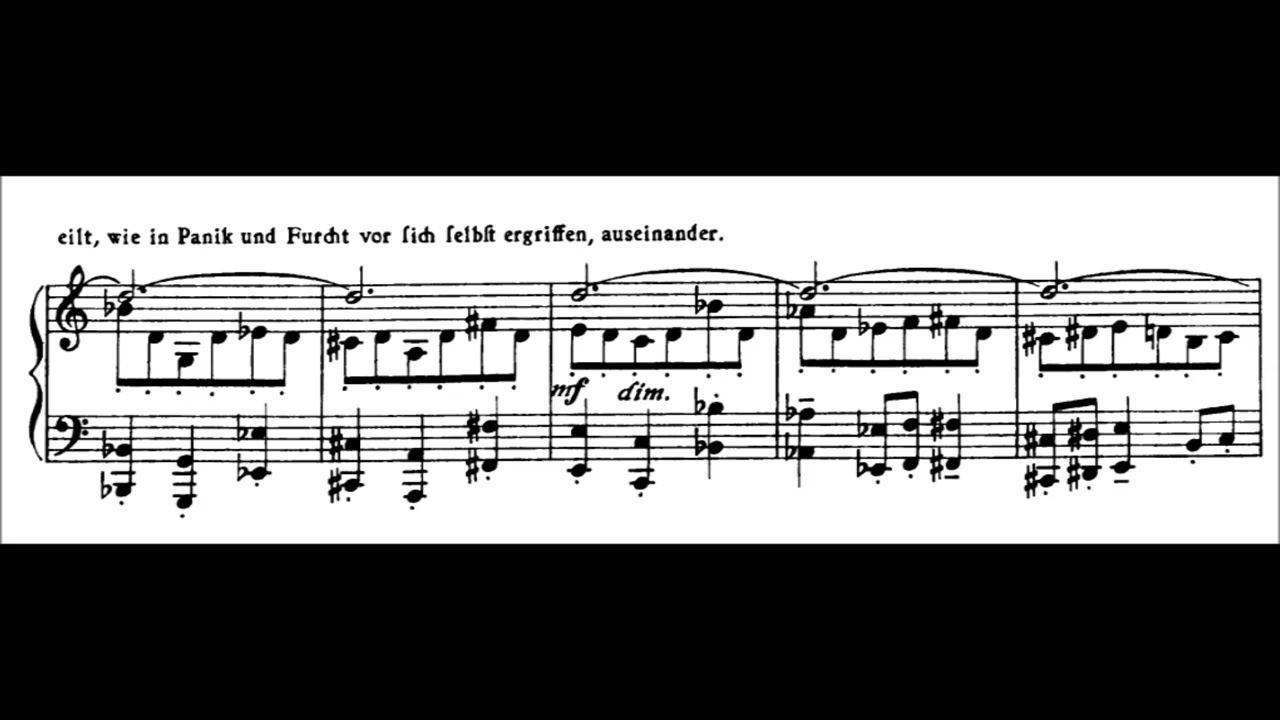 eilt, wie in Panik und Furcht vor ſich ſelbſt ergriffen, auseinander.
mf dim.